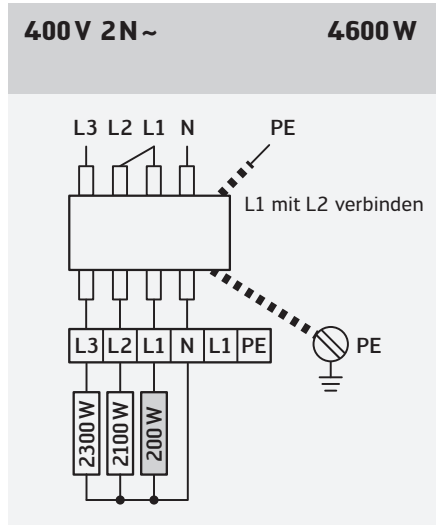 400 V 2N ~ 4600 W
L3 L2 L1 N PE
L1 mit L2 verbinden
L3 L2 L1 N L1 PE PE
2300 W 2100 W 200 W